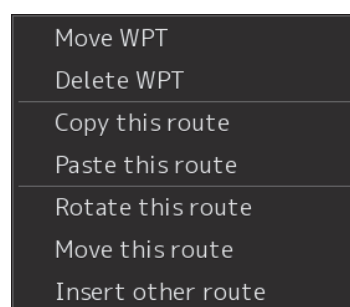 Move WPT
Delete WPT
Copy this route
Paste this route
Rotate this route
Move this route
Insert other route